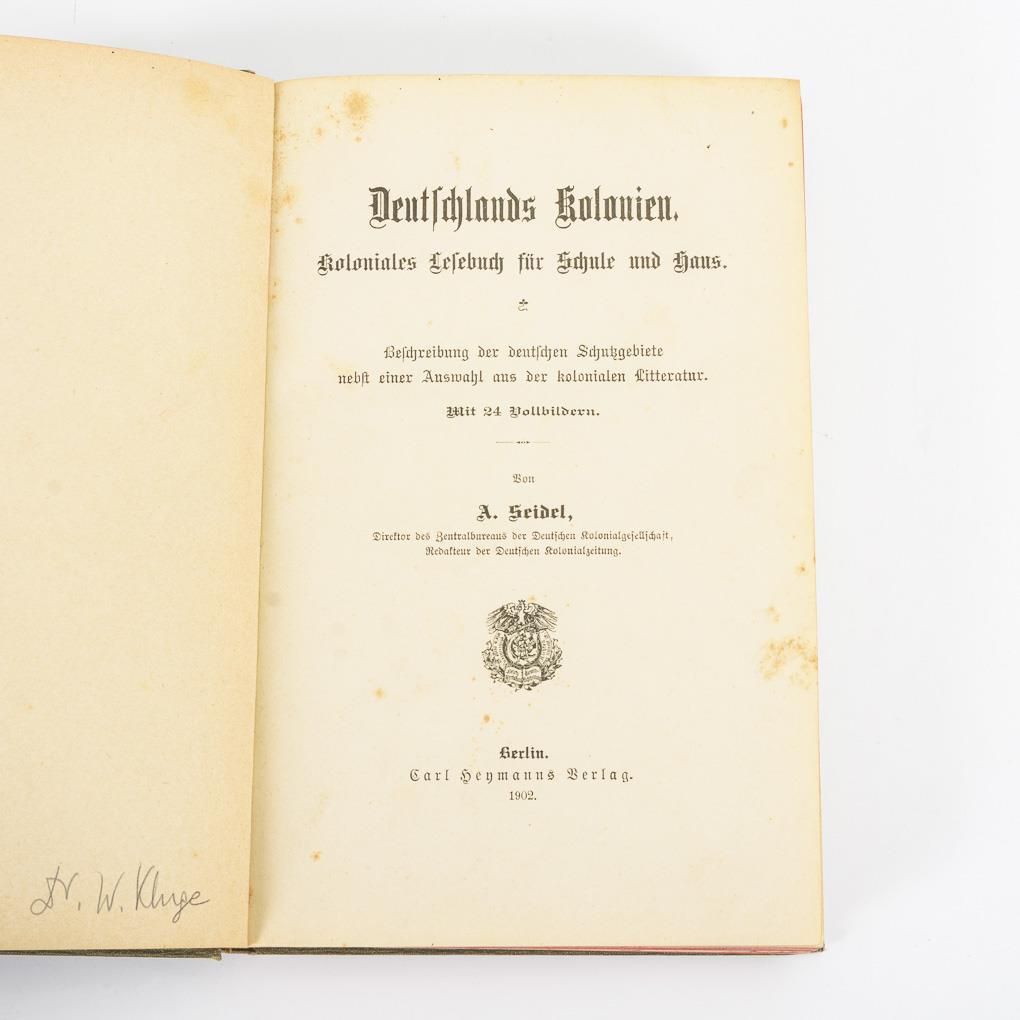 Dr. W. Kluge
Deutſchlands Kolonien.
Koloniales Leſebuch für Schule und Haus.
Beſchreibung der deutſchen Schutzgebiete
nebſt einer Auswahl aus der kolonialen Litteratur.
Mit 24 Vollbildern.
Von
A. Seidel,
Direktor des Zentralbureaus der Deutſchen Kolonialgeſellſchaft,
Redakteur der Deutſchen Kolonialzeitung.
Berlin.
Carl Heymanns Verlag.
1902.